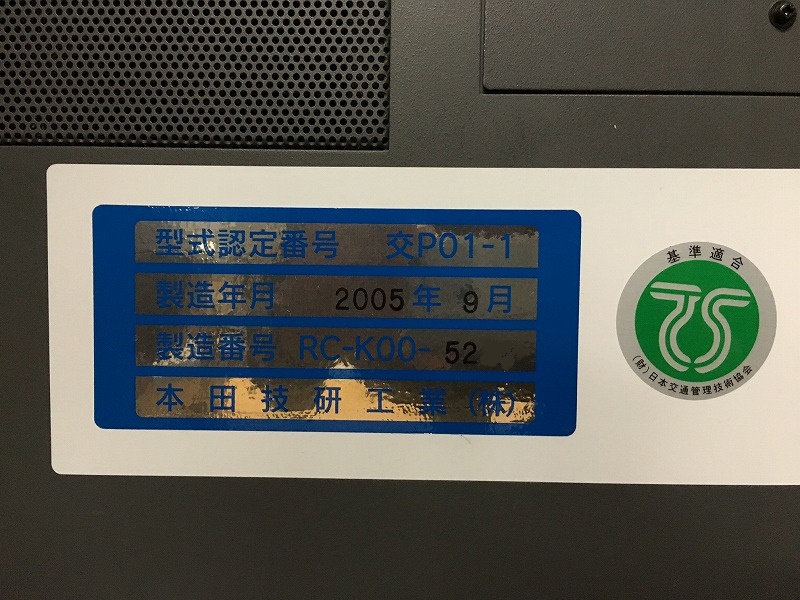 型式認定番号 交P01-1
製造年月 2005年 9月
製造番号 RC-K00-52
本田技研工業(株)
基準適合
TS
(財)日本交通管理技術協会